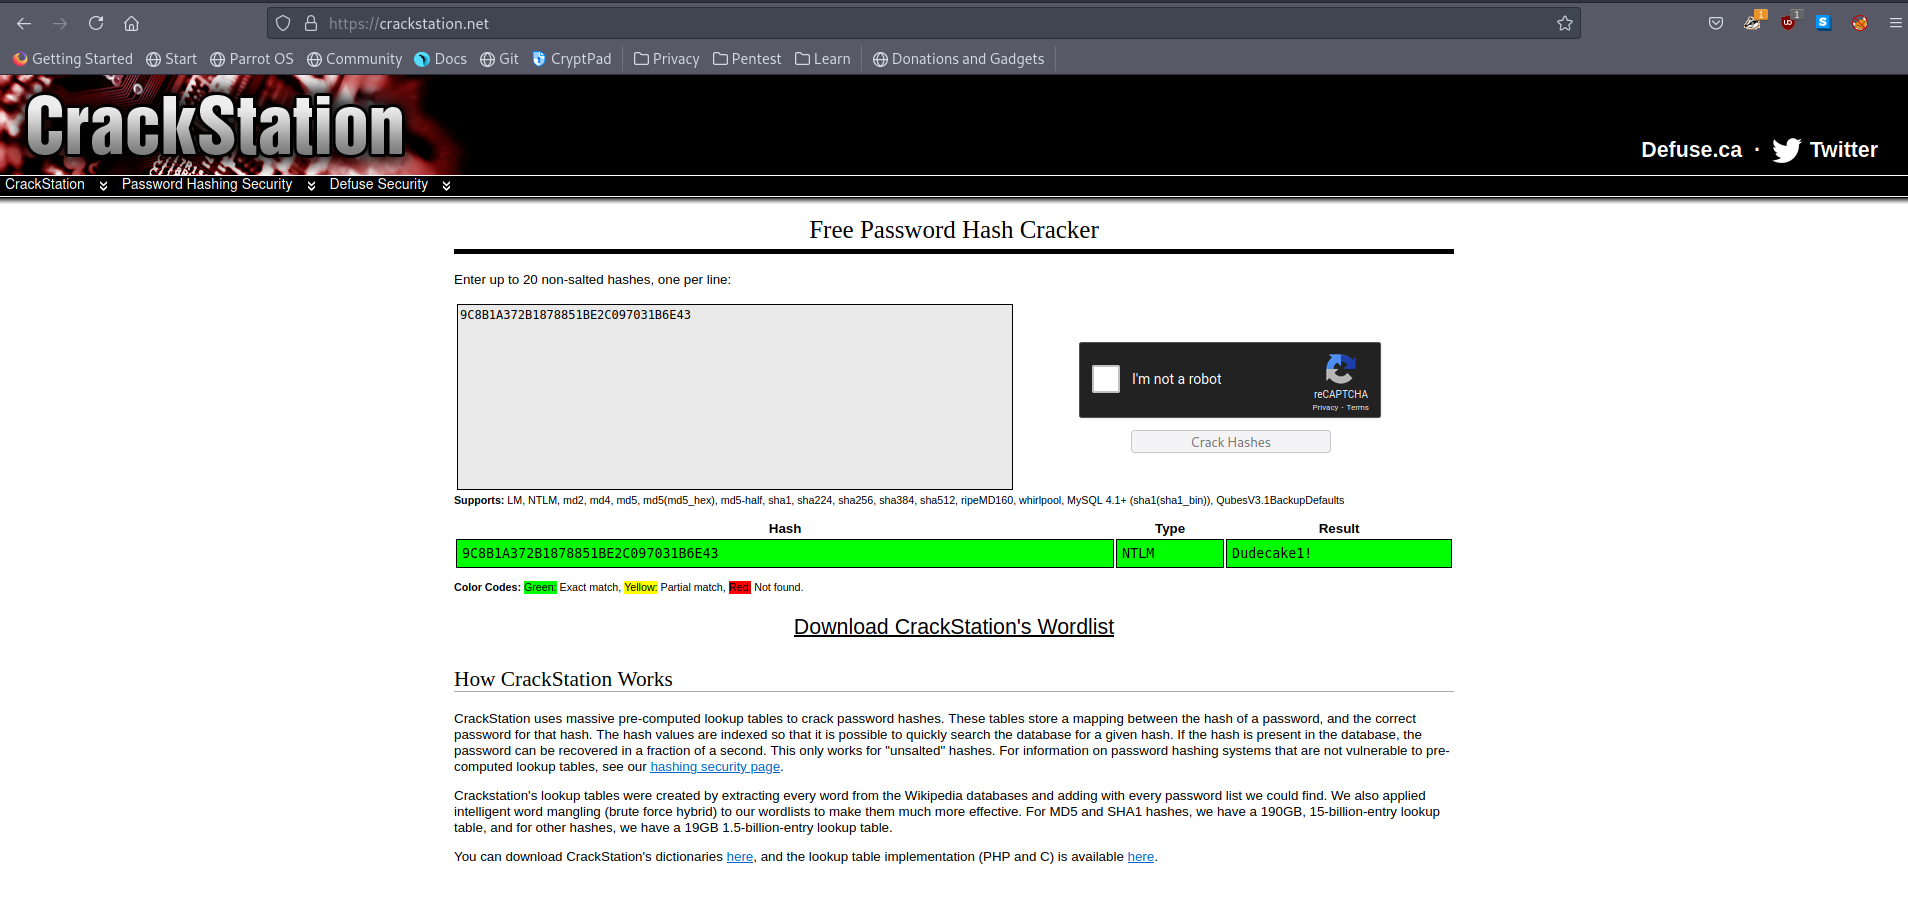 https://crackstation.net
1
1
Getting Started Start Parrot OS Community Docs Git CryptPad Privacy Pentest Learn Donations and Gadgets
CrackStation
Defuse.ca · Twitter
CrackStation Password Hashing Security Defuse Security
Free Password Hash Cracker
Enter up to 20 non-salted hashes, one per line:
9C8B1A372B1878851BE2C097031B6E43
I'm not a robot
reCAPTCHA
Privacy - Terms
Crack Hashes
Supports: LM, NTLM, md2, md4, md5, md5(md5_hex), md5-half, sha1, sha224, sha256, sha384, sha512, ripeMD160, whirlpool, MySQL 4.1+ (sha1(sha1_bin)), QubesV3.1BackupDefaults
Hash Type Result
9C8B1A372B1878851BE2C097031B6E43 NTLM Dudecake1!
Color Codes: Green: Exact match, Yellow: Partial match, Red: Not found.
Download CrackStation's Wordlist
How CrackStation Works
CrackStation uses massive pre-computed lookup tables to crack password hashes. These tables store a mapping between the hash of a password, and the correct
password for that hash. The hash values are indexed so that it is possible to quickly search the database for a given hash. If the hash is present in the database, the
password can be recovered in a fraction of a second. This only works for "unsalted" hashes. For information on password hashing systems that are not vulnerable to pre-
computed lookup tables, see our hashing security page.
Crackstation's lookup tables were created by extracting every word from the Wikipedia databases and adding with every password list we could find. We also applied
intelligent word mangling (brute force hybrid) to our wordlists to make them much more effective. For MD5 and SHA1 hashes, we have a 190GB, 15-billion-entry lookup
table, and for other hashes, we have a 19GB 1.5-billion-entry lookup table.
You can download CrackStation's dictionaries here, and the lookup table implementation (PHP and C) is available here.